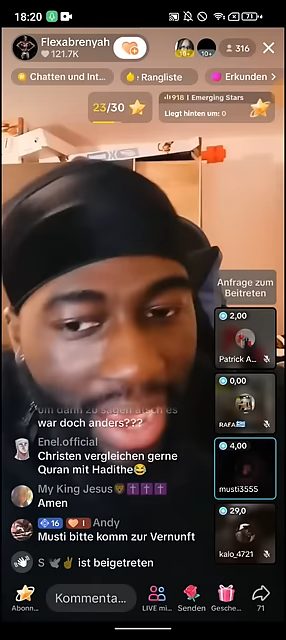 18:20
71
Flexabrenyah
121.7K
10+
10+
316
Chatten und Int...
Rangliste
Erkunden
23/30
918 | Emerging Stars
Liegt hinten um: 0
Anfrage zum
Beitreten
2,00
Patrick A...
0,00
RAFA
4,00
musti3555
29,0
kalo_4721
war doch anders???
Enel.official
Christen vergleichen gerne
Quran mit Hadithe😂
My King Jesus🦁✝️✝️✝️
Amen
16
I
Andy
Musti bitte komm zur Vernunft
S 🕊️✌️ ist beigetreten
Abonn...
Kommenta...
LIVE mi...
Senden
Gesche...
71